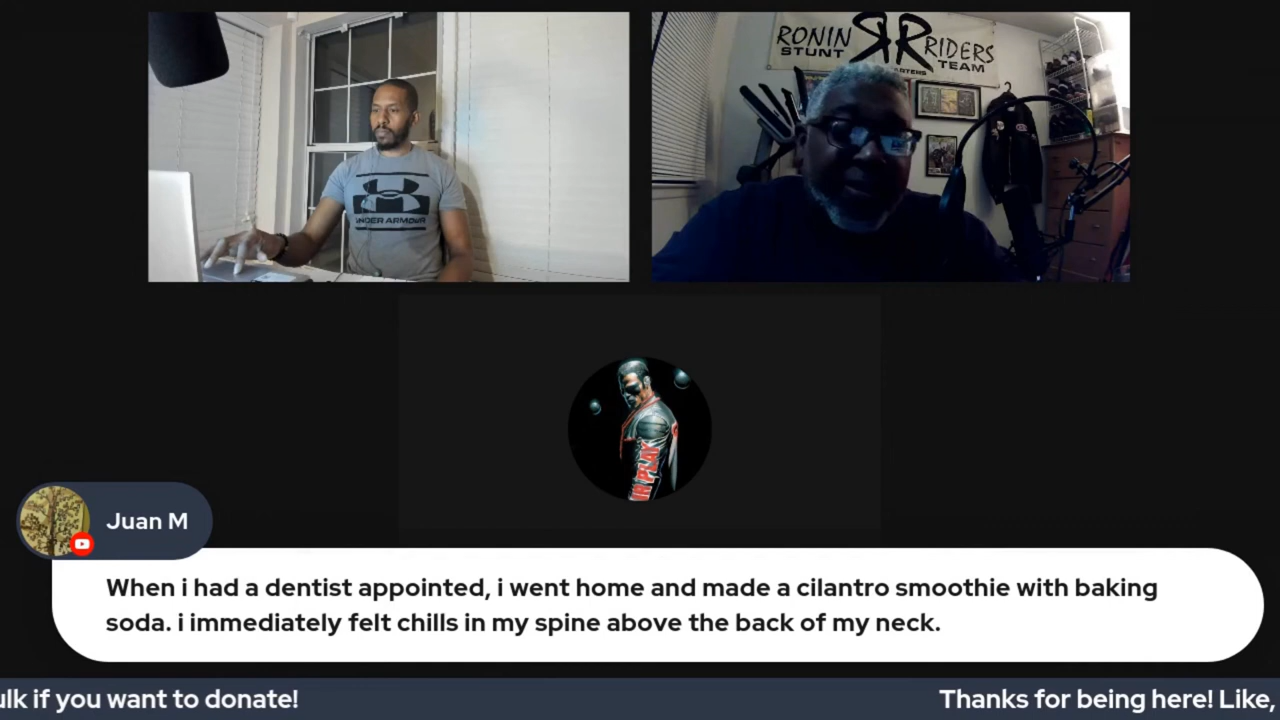 RONIN RR RIDERS
STUNT TEAM
UNDER ARMOUR
Juan M
When i had a dentist appointed, i went home and made a cilantro smoothie with baking
soda. i immediately felt chills in my spine above the back of my neck.
ulk if you want to donate!
Thanks for being here! Like,